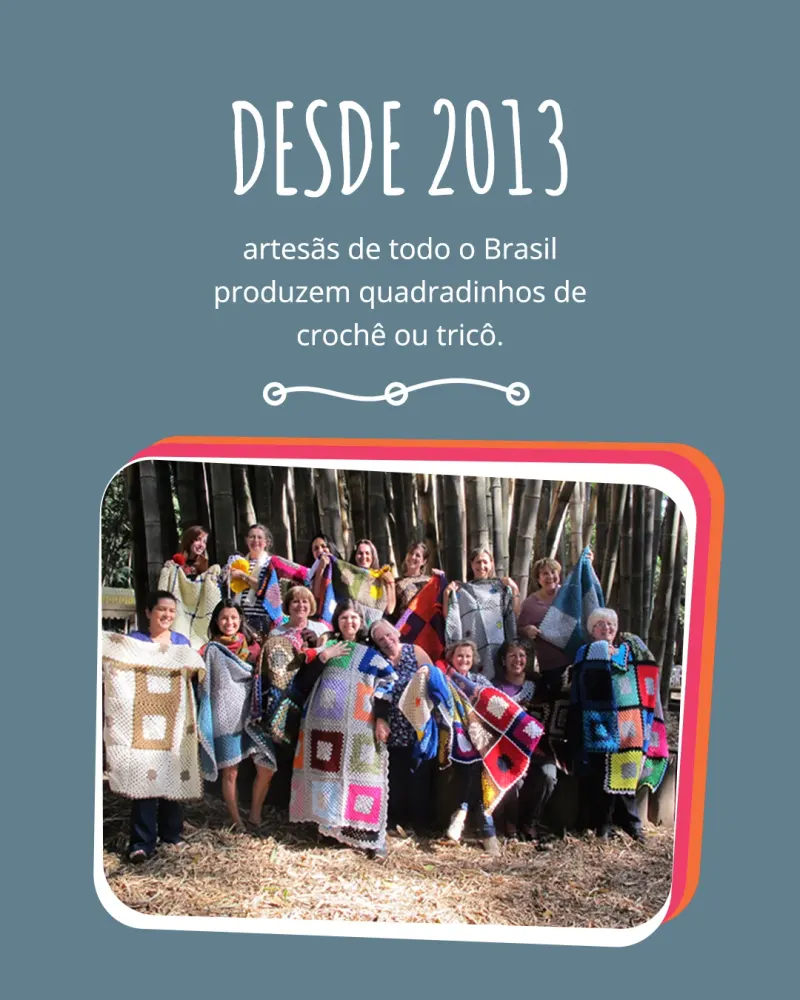 DESDE 2013
artesãs de todo o Brasil
produzem quadradinhos de
crochê ou tricô.